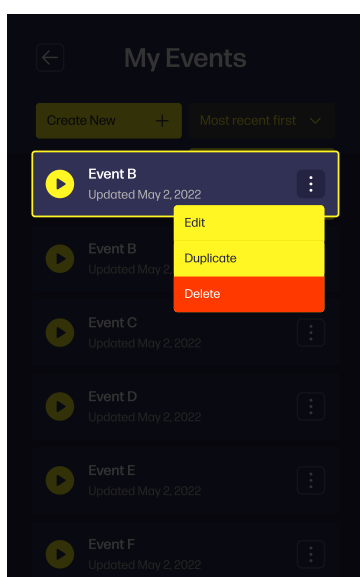 My Events
Create New
Most recent first
Event B
Updated May 2, 2022
Edit
Duplicate
Delete
Event B
Updated May 2,
Event C
Updated May 2, 2022
Event D
Updated May 2, 2022
Event E
Updated May 2, 2022
Event F
Updated May 2, 2022